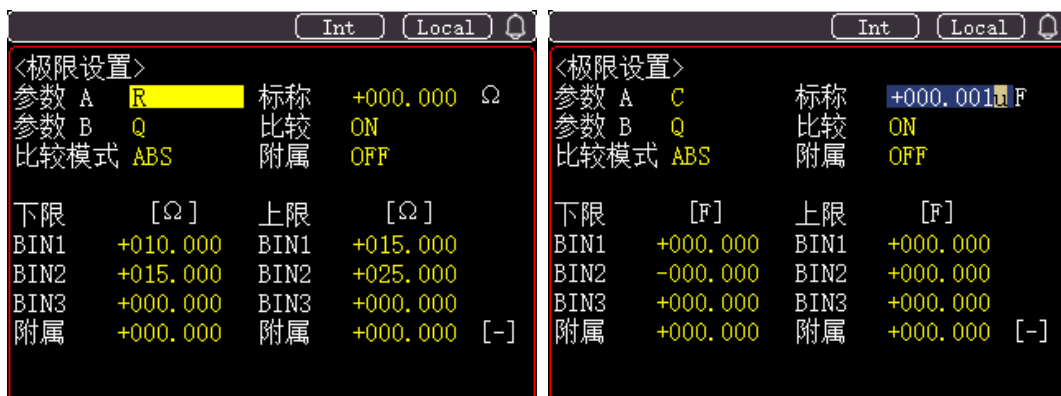 Int Local
<极限设置>
参数 A R 标称 +000.000 Ω
参数 B Q 比较 ON
比较模式 ABS 附属 OFF
下限 [Ω] 上限 [Ω]
BIN1 +010.000 BIN1 +015.000
BIN2 +015.000 BIN2 +025.000
BIN3 +000.000 BIN3 +000.000
附属 +000.000 附属 +000.000 [-]
Int Local
<极限设置>
参数 A C 标称 +000.001u F
参数 B Q 比较 ON
比较模式 ABS 附属 OFF
下限 [F] 上限 [F]
BIN1 +000.000 BIN1 +000.000
BIN2 -000.000 BIN2 +000.000
BIN3 +000.000 BIN3 +000.000
附属 +000.000 附属 +000.000 [-]